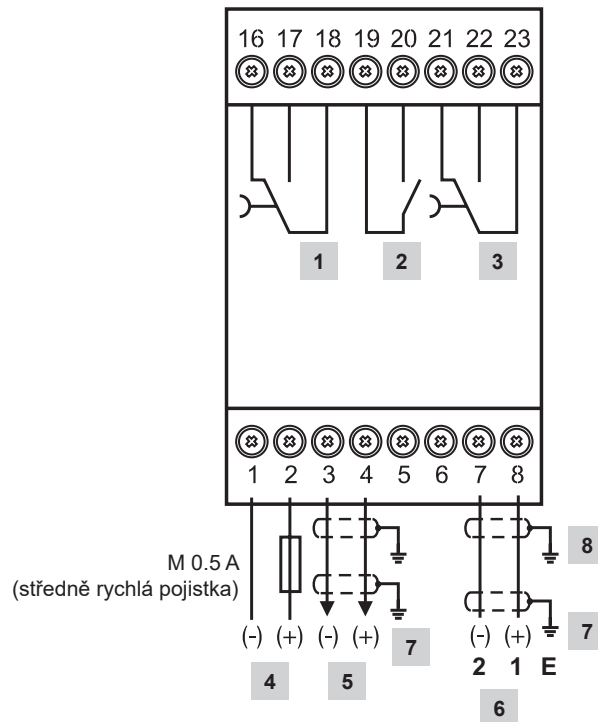 16 17 18 19 20 21 22 23
1 2 3
1 2 3 4 5 6 7 8
8
M 0.5 A
(středně rychlá pojistka)
7
(-) (+) (-) (+) 7 (-) (+)
2 1 E
4 5
6